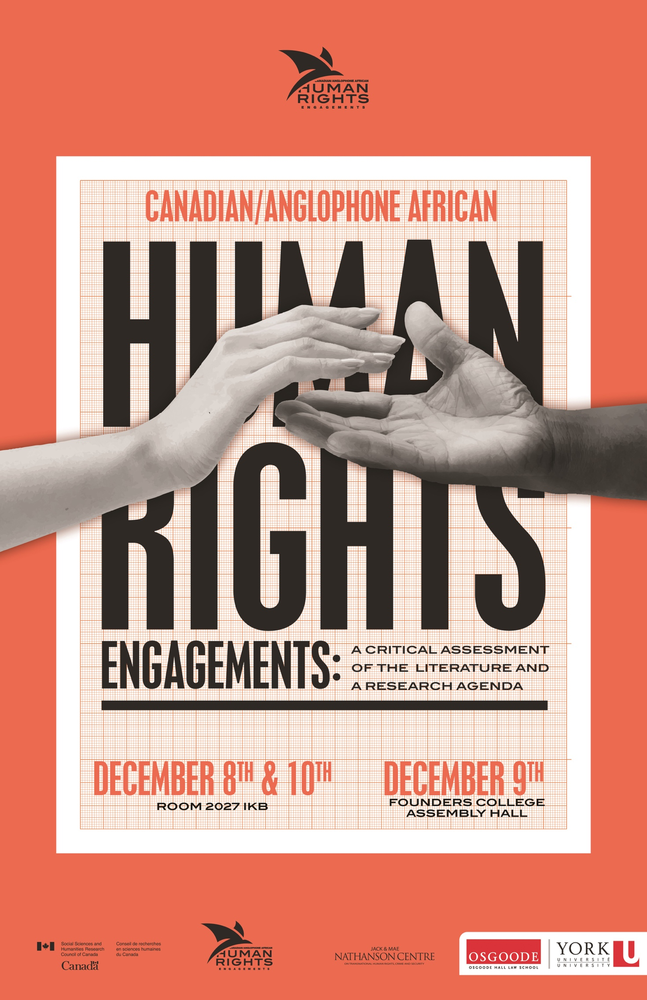 CANADIAN/ANGLOPHONE AFRICAN
HUMAN
RIGHTS
ENGAGEMENTS
CANADIAN/ANGLOPHONE AFRICAN
HUMAN
RIGHTS
ENGAGEMENTS:
A CRITICAL ASSESSMENT
OF THE LITERATURE AND
A RESEARCH AGENDA
DECEMBER 8TH & 10TH
ROOM 2027 IKB
DECEMBER 9TH
FOUNDERS COLLEGE
ASSEMBLY HALL
Social Sciences and
Humanities Research
Council of Canada
Conseil de recherches
en sciences humaines
du Canada
Canada
CANADIAN/ANGLOPHONE AFRICAN
HUMAN
RIGHTS
ENGAGEMENTS
JACK & MAE
NATHANSON CENTRE
ON TRANSNATIONAL HUMAN RIGHTS, CRIME AND SECURITY
OSGOODE
OSGOODE HALL LAW SCHOOL
YORK U
UNIVERSITÉ
UNIVERSITY